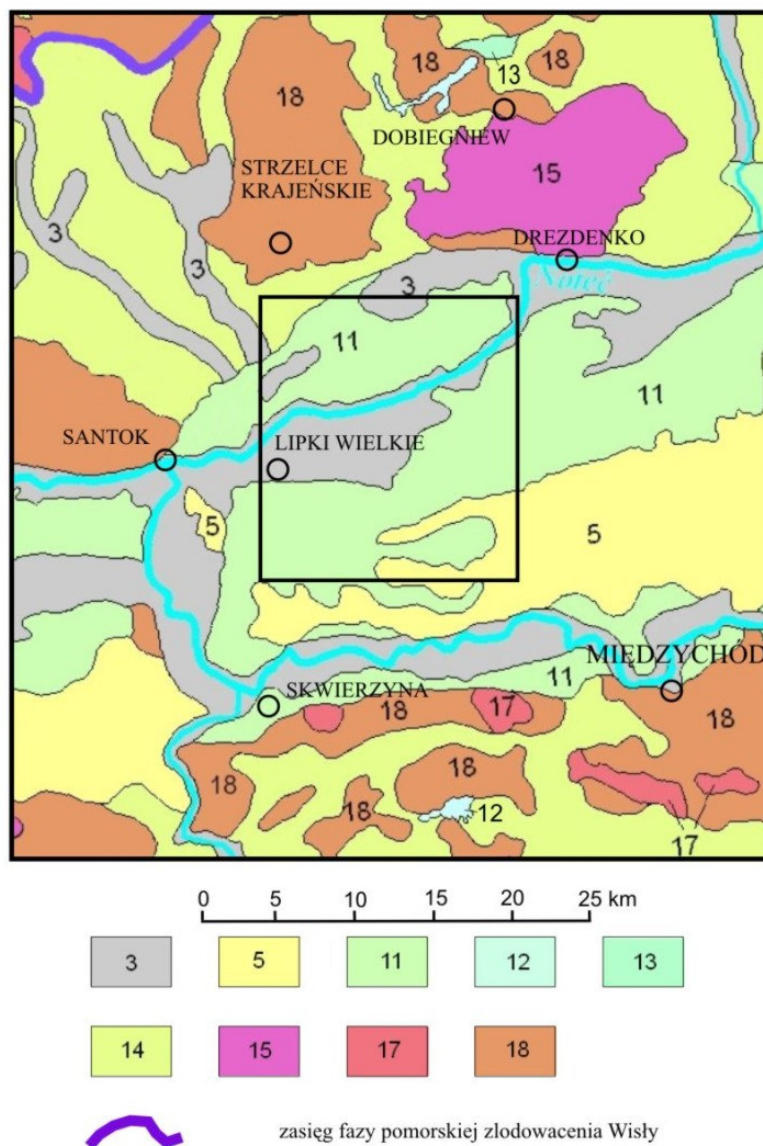 18
18
13
18
DOBIEGNIEW
STRZELCE
KRAJEŃSKIE
15
3
3
DREZDENKO
Noteć
3
11
11
SANTOK
LIPKI WIELKIE
5
5
MIĘDZYCHÓD
11
SKWIERZYNA
18
17
18
18
18
18
12
17
0 5 10 15 20 25 km
3 5 11 12 13
14 15 17 18
zasięg fazy pomorskiej zlodowacenia Wisły